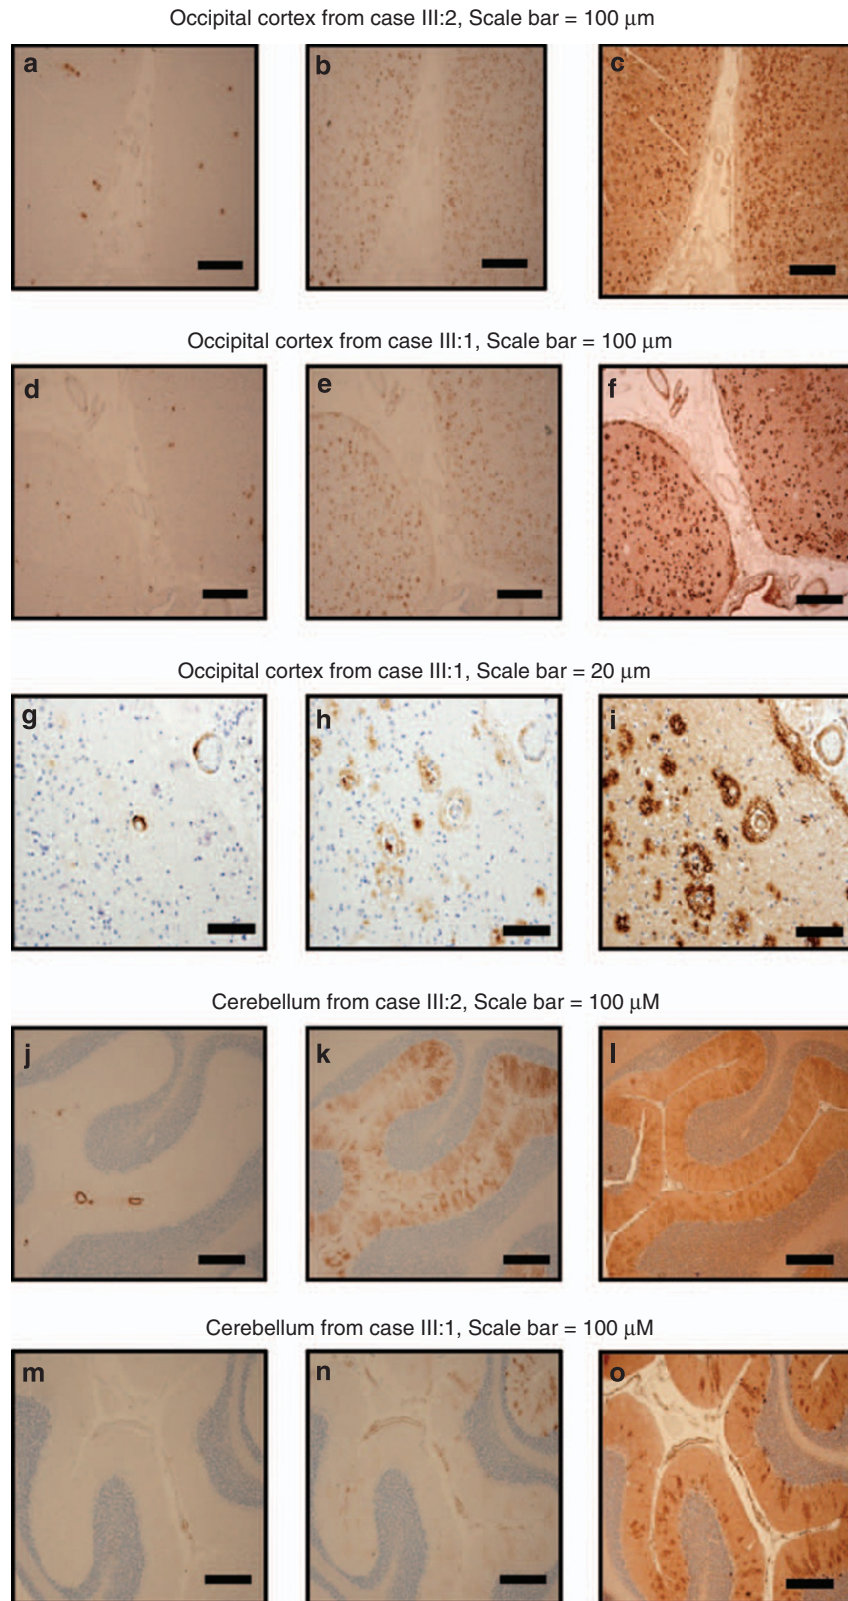 Occipital cortex from case III:2, Scale bar = 100 μm
a b c
Occipital cortex from case III:1, Scale bar = 100 μm
d e f
Occipital cortex from case III:1, Scale bar = 20 μm
g h i
Cerebellum from case III:2, Scale bar = 100 μM
j k l
Cerebellum from case III:1, Scale bar = 100 μM
m n o